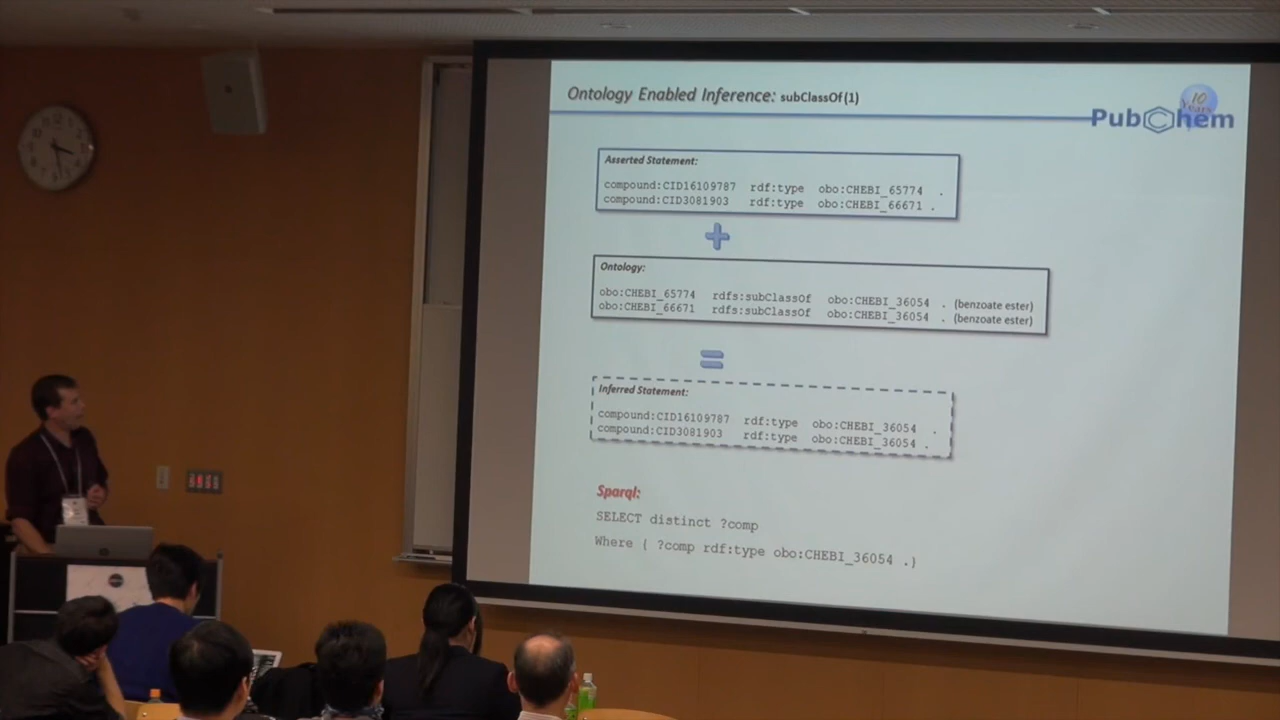 Ontology Enabled Inference: subClassOf(1)
10
Years
PubChem
Asserted Statement:
compound:CID16109787 rdf:type obo:CHEBI_65774 .
compound:CID3081903 rdf:type obo:CHEBI_66671 .
+
Ontology:
obo:CHEBI_65774 rdfs:subClassOf obo:CHEBI_36054 . (benzoate ester)
obo:CHEBI_66671 rdfs:subClassOf obo:CHEBI_36054 . (benzoate ester)
=
Inferred Statement:
compound:CID16109787 rdf:type obo:CHEBI_36054 .
compound:CID3081903 rdf:type obo:CHEBI_36054 .
Sparql:
SELECT distinct ?comp
Where { ?comp rdf:type obo:CHEBI_36054 .}